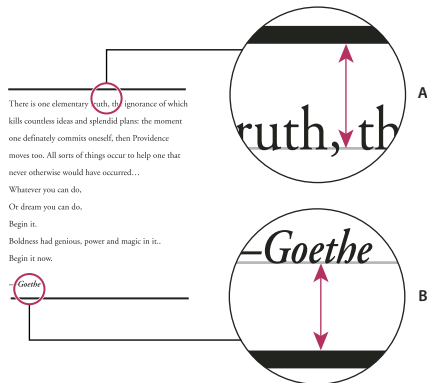 There is one elementary truth, the ignorance of which
kills countless ideas and splendid plans: the moment
one definately commits oneself, then Providence
moves too. All sorts of things occur to help one that
never otherwise would have occurred…
Whatever you can do,
Or dream you can do,
Begin it.
Boldness had genious, power and magic in it..
Begin it now.
–Goethe
ruth, th
A
–Goethe
B